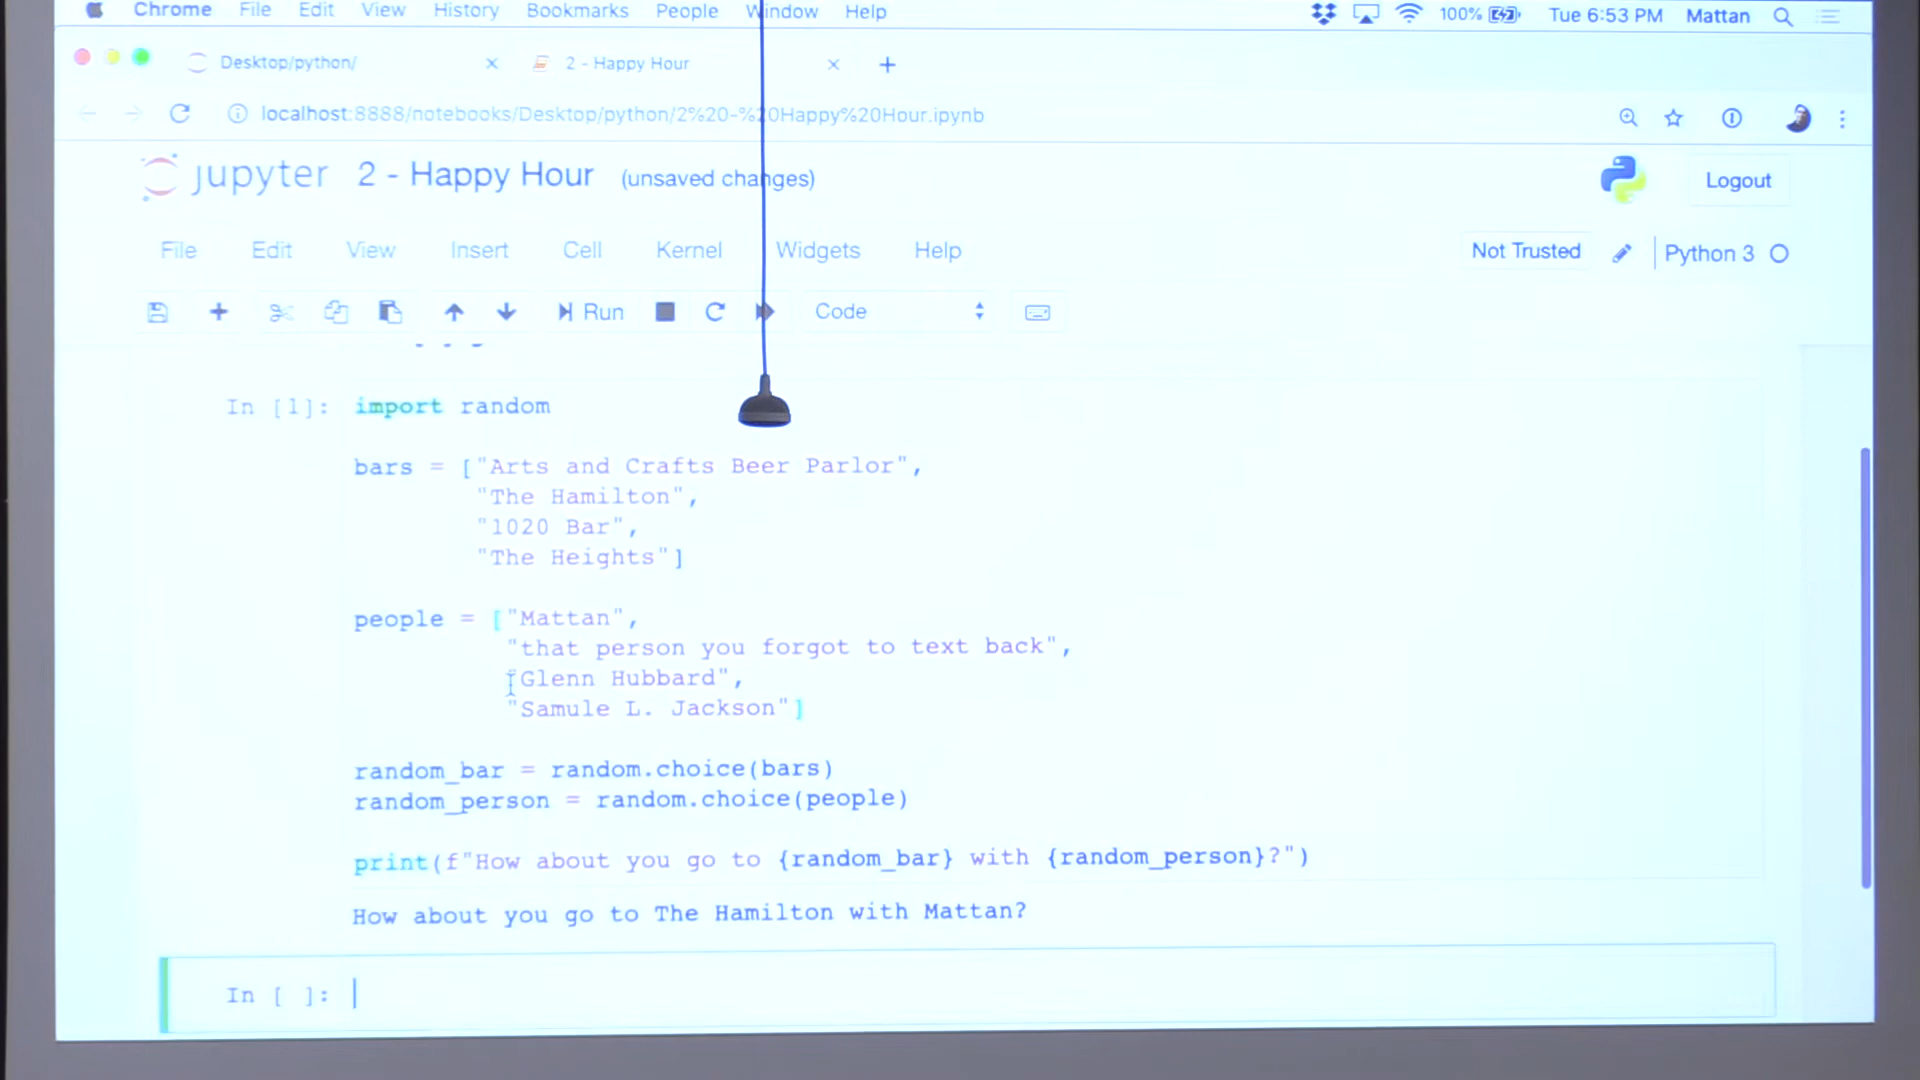 Chrome File Edit View History Bookmarks People Window Help 100% Tue 6:53 PM Mattan
Desktop/python/ 2 - Happy Hour
localhost:8888/notebooks/Desktop/python/2%20-%20Happy%20Hour.ipynb
jupyter 2 - Happy Hour (unsaved changes) Logout
File Edit View Insert Cell Kernel Widgets Help Not Trusted Python 3
Run Code
In [1]: import random
bars = ["Arts and Crafts Beer Parlor",
"The Hamilton",
"1020 Bar",
"The Heights"]
people = ["Mattan",
"that person you forgot to text back",
"Glenn Hubbard",
"Samule L. Jackson"]
random_bar = random.choice(bars)
random_person = random.choice(people)
print(f"How about you go to {random_bar} with {random_person}?")
How about you go to The Hamilton with Mattan?
In [ ]: